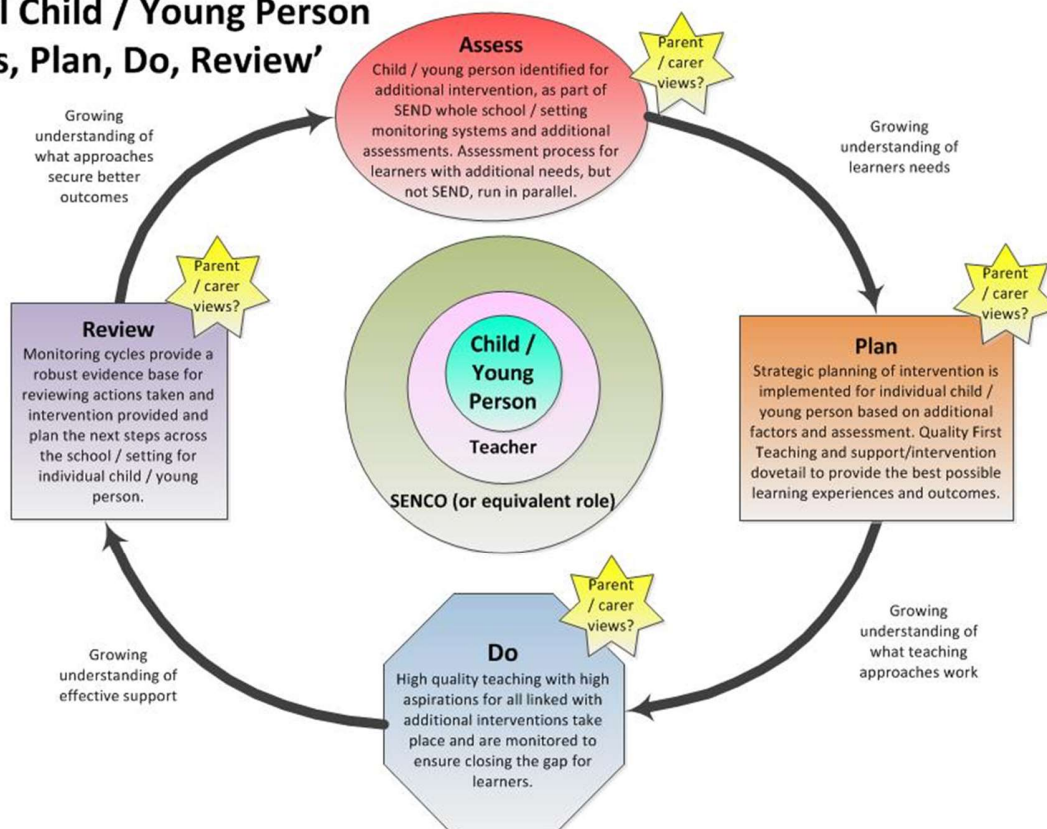 l Child / Young Person
s, Plan, Do, Review’
Assess
Child / young person identified for
additional intervention, as part of
SEND whole school / setting
monitoring systems and additional
assessments. Assessment process for
learners with additional needs, but
not SEND, run in parallel.
Parent
/ carer
views?
Growing
understanding of
learners needs
Parent
/ carer
views?
Plan
Strategic planning of intervention is
implemented for individual child /
young person based on additional
factors and assessment. Quality First
Teaching and support/intervention
dovetail to provide the best possible
learning experiences and outcomes.
Growing
understanding of
what teaching
approaches work
Parent
/ carer
views?
Do
High quality teaching with high
aspirations for all linked with
additional interventions take
place and are monitored to
ensure closing the gap for
learners.
Growing
understanding of
effective support
Parent
/ carer
views?
Review
Monitoring cycles provide a
robust evidence base for
reviewing actions taken and
intervention provided and
plan the next steps across
the school / setting for
individual child / young
person.
Growing
understanding of
what approaches
secure better
outcomes
Child /
Young
Person
Teacher
SENCO (or equivalent role)